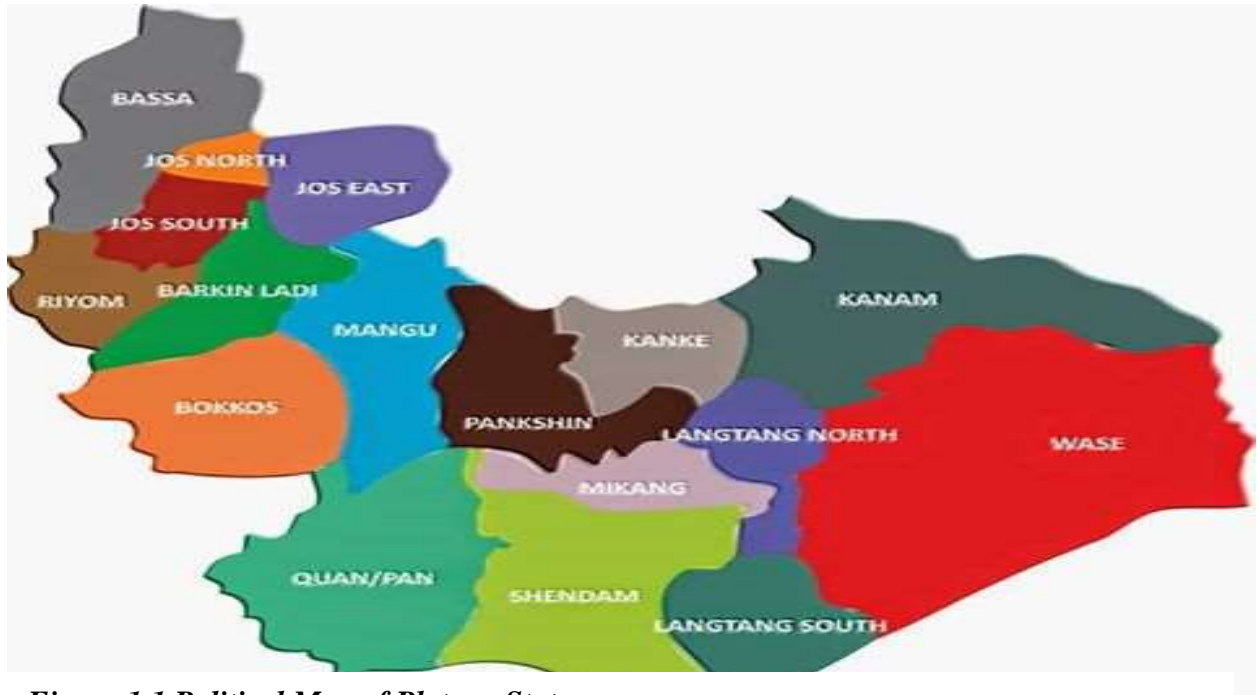 BASSA
JOS NORTH
JOS EAST
JOS SOUTH
RIYOM
BARKIN LADI
MANGU
KANAM
KANKE
BOKKOS
PANKSHIN
LANGTANG NORTH
WASE
MIKANG
QUAN/PAN
SHENDAM
LANGTANG SOUTH
Figure 1.1 Political Map of Plateau State